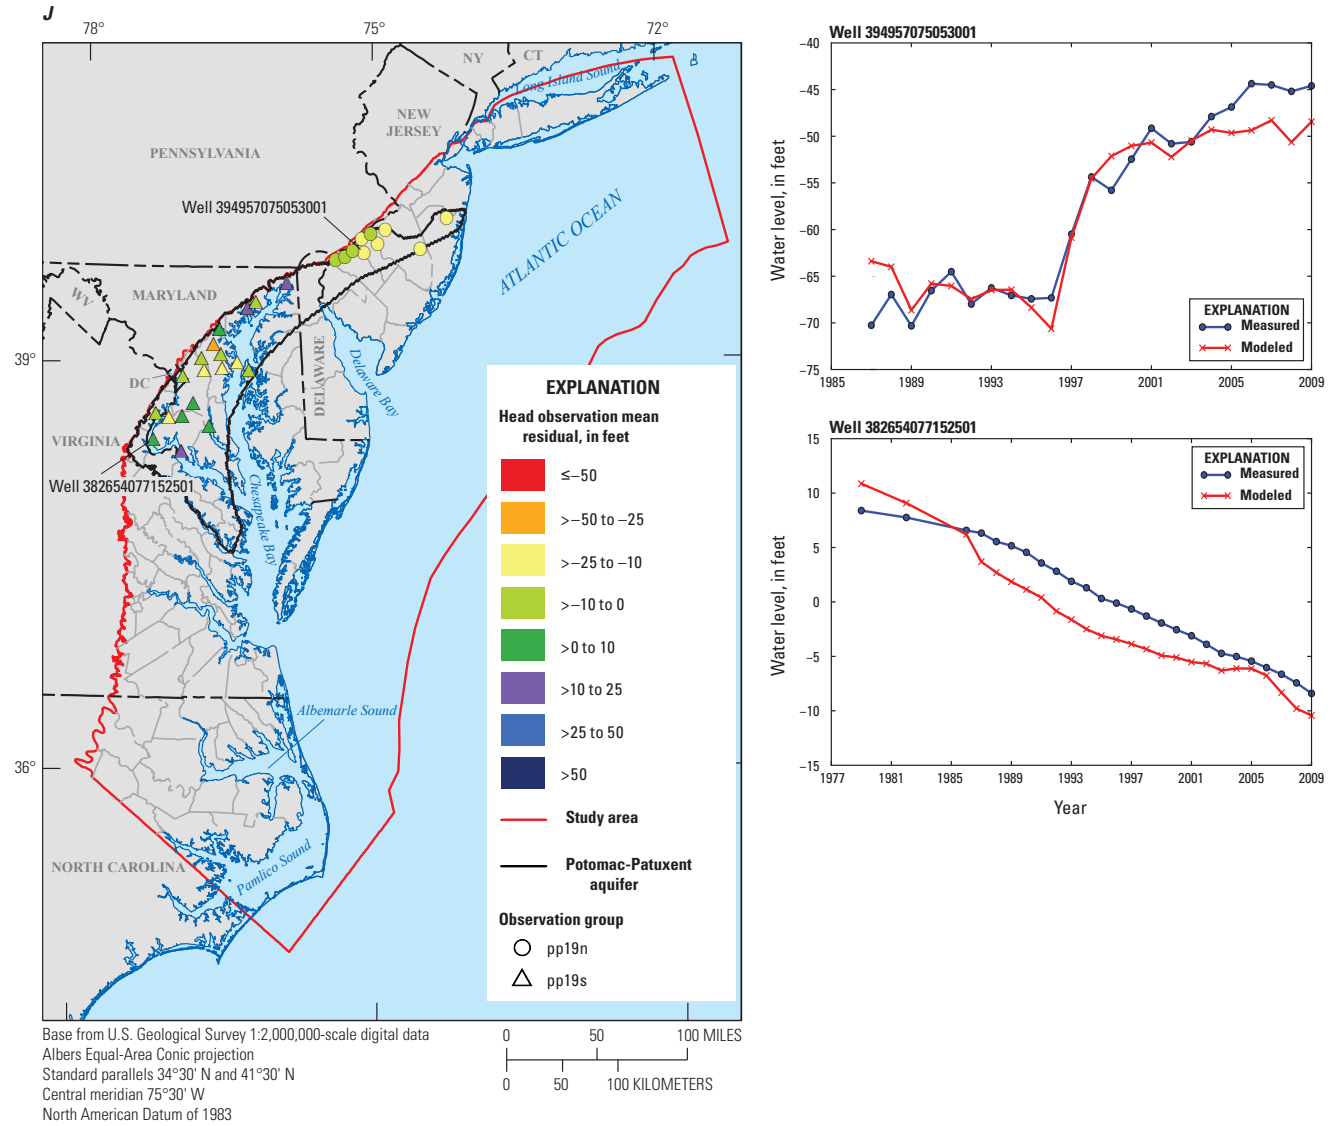 J
78°
75°
72°
NY
CT
Long Island Sound
NEW
JERSEY
PENNSYLVANIA
Well 394957075053001
ATLANTIC OCEAN
WV
MARYLAND
39°
DC
DELAWARE
Delaware Bay
VIRGINIA
Well 382654077152501
Chesapeake Bay
Albemarle Sound
36°
NORTH CAROLINA
Pamlico Sound
EXPLANATION
Head observation mean
residual, in feet
≤–50
>–50 to –25
>–25 to –10
>–10 to 0
>0 to 10
>10 to 25
>25 to 50
>50
Study area
Potomac-Patuxent
aquifer
Observation group
pp19n
pp19s
Base from U.S. Geological Survey 1:2,000,000-scale digital data
Albers Equal-Area Conic projection
Standard parallels 34°30' N and 41°30' N
Central meridian 75°30' W
North American Datum of 1983
0 50 100 MILES
0 50 100 KILOMETERS
Well 394957075053001
Water level, in feet
–40
–45
–50
–55
–60
–65
–70
–75
EXPLANATION
Measured
Modeled
1985 1989 1993 1997 2001 2005 2009
Well 382654077152501
Water level, in feet
15
10
5
0
–5
–10
–15
EXPLANATION
Measured
Modeled
1977 1981 1985 1989 1993 1997 2001 2005 2009
Year